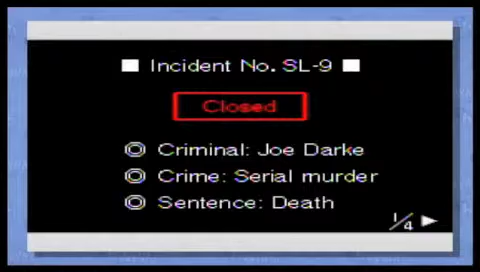 ■ Incident No. SL-9 ■
Closed
◎ Criminal: Joe Darke
◎ Crime: Serial murder
◎ Sentence: Death
1/4 ►